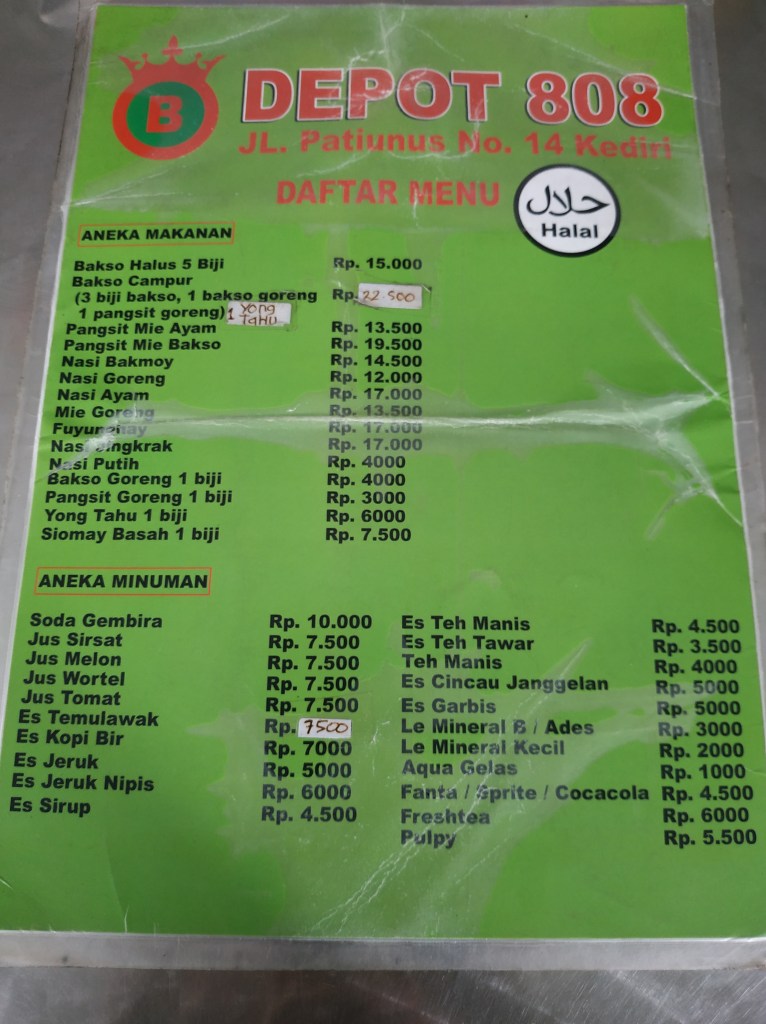 B
DEPOT 808
JL. Patiunus No. 14 Kediri
DAFTAR MENU
حلال
Halal
ANEKA MAKANAN
Bakso Halus 5 Biji Rp. 15.000
Bakso Campur
(3 biji bakso, 1 bakso goreng Rp. 22.500
1 pangsit goreng) 1 Yong TaHU
Pangsit Mie Ayam Rp. 13.500
Pangsit Mie Bakso Rp. 19.500
Nasi Bakmoy Rp. 14.500
Nasi Goreng Rp. 12.000
Nasi Ayam Rp. 17.000
Mie Goreng Rp. 13.500
Fuyunghay Rp. 17.000
Nasi Jingkrak Rp. 17.000
Nasi Putih Rp. 4000
Bakso Goreng 1 biji Rp. 4000
Pangsit Goreng 1 biji Rp. 3000
Yong Tahu 1 biji Rp. 6000
Siomay Basah 1 biji Rp. 7.500
ANEKA MINUMAN
Soda Gembira Rp. 10.000
Jus Sirsat Rp. 7.500
Jus Melon Rp. 7.500
Jus Wortel Rp. 7.500
Jus Tomat Rp. 7.500
Es Temulawak Rp. 7500
Es Kopi Bir Rp. 7000
Es Jeruk Rp. 5000
Es Jeruk Nipis Rp. 6000
Es Sirup Rp. 4.500
Es Teh Manis Rp. 4.500
Es Teh Tawar Rp. 3.500
Teh Manis Rp. 4000
Es Cincau Janggelan Rp. 5000
Es Garbis Rp. 5000
Le Mineral B / Ades Rp. 3000
Le Mineral Kecil Rp. 2000
Aqua Gelas Rp. 1000
Fanta / Sprite / Cocacola Rp. 4.500
Freshtea Rp. 6000
Pulpy Rp. 5.500